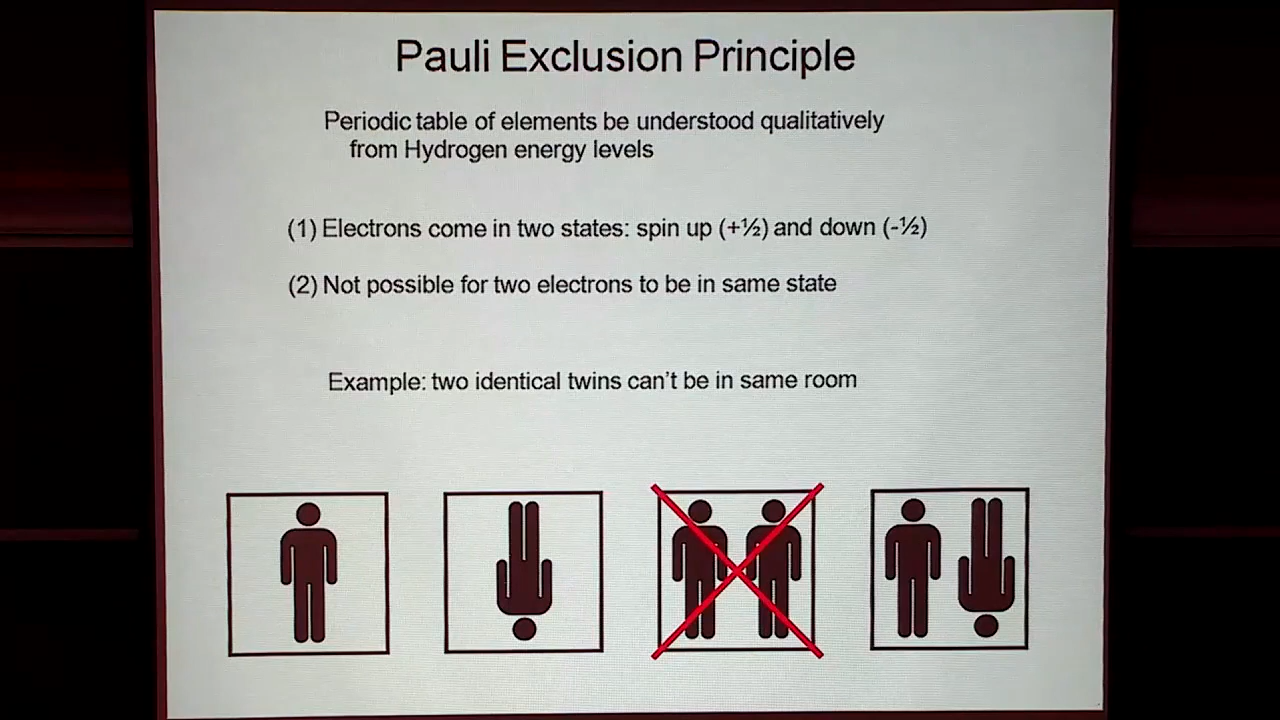 Pauli Exclusion Principle
Periodic table of elements be understood qualitatively
from Hydrogen energy levels
(1) Electrons come in two states: spin up (+½) and down (-½)
(2) Not possible for two electrons to be in same state
Example: two identical twins can't be in same room